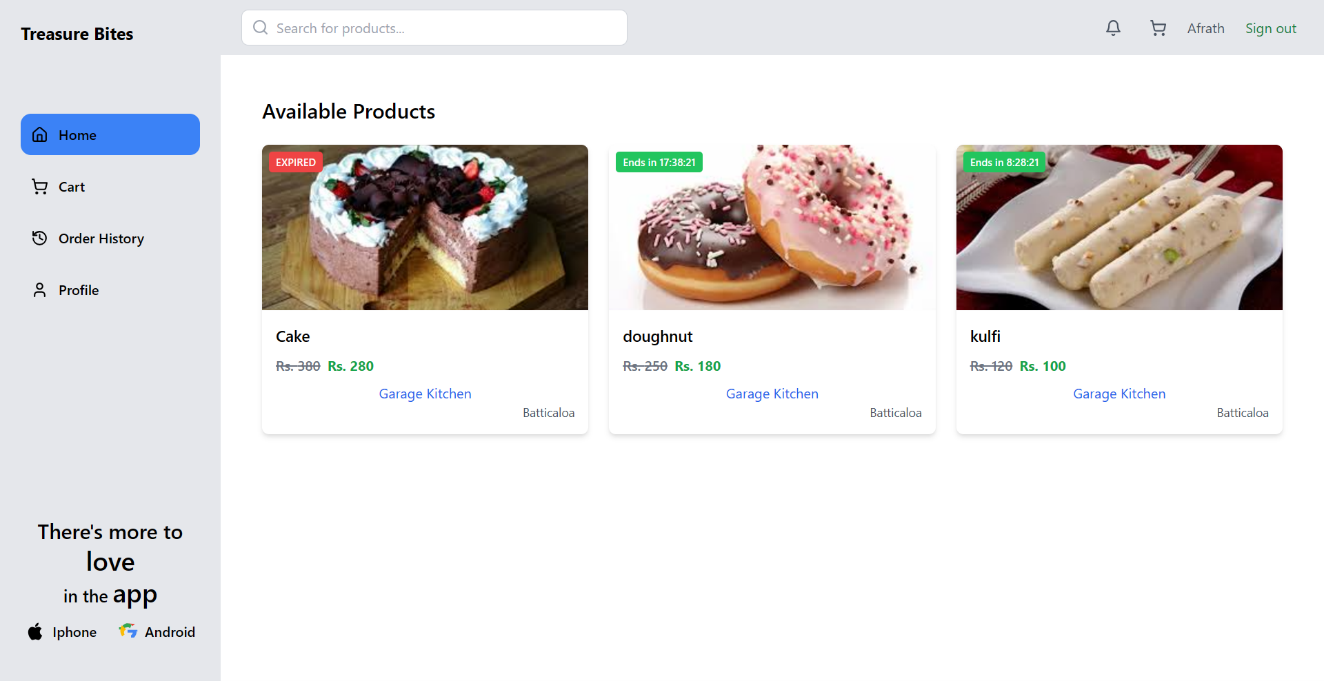 Treasure Bites
Search for products...
Afrath
Sign out
Home
Cart
Order History
Profile
There's more to
love
in the app
Iphone
Android
Available Products
EXPIRED
Cake
Rs. 380 Rs. 280
Garage Kitchen
Batticaloa
Ends in 17:38:21
doughnut
Rs. 250 Rs. 180
Garage Kitchen
Batticaloa
Ends in 8:28:21
kulfi
Rs. 120 Rs. 100
Garage Kitchen
Batticaloa